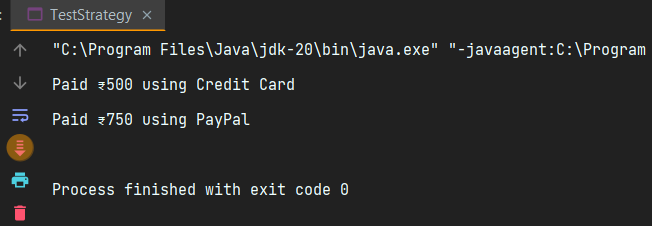 TestStrategy
"C:\Program Files\Java\jdk-20\bin\java.exe" "-javaagent:C:\Program
Paid ₹500 using Credit Card
Paid ₹750 using PayPal
Process finished with exit code 0